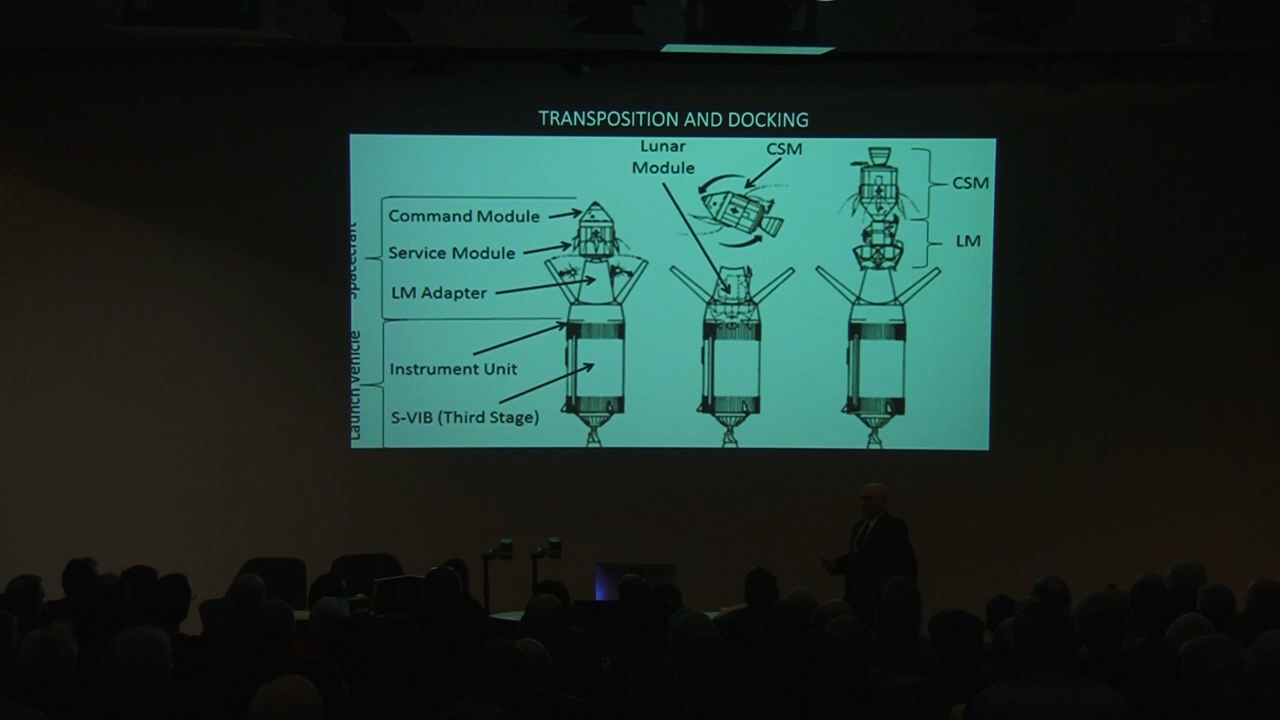 TRANSPOSITION AND DOCKING
Lunar
Module
CSM
CSM
LM
Command Module
Service Module
LM Adapter
Instrument Unit
S-VIB (Third Stage)
Spacecraft
Launch Vehicle